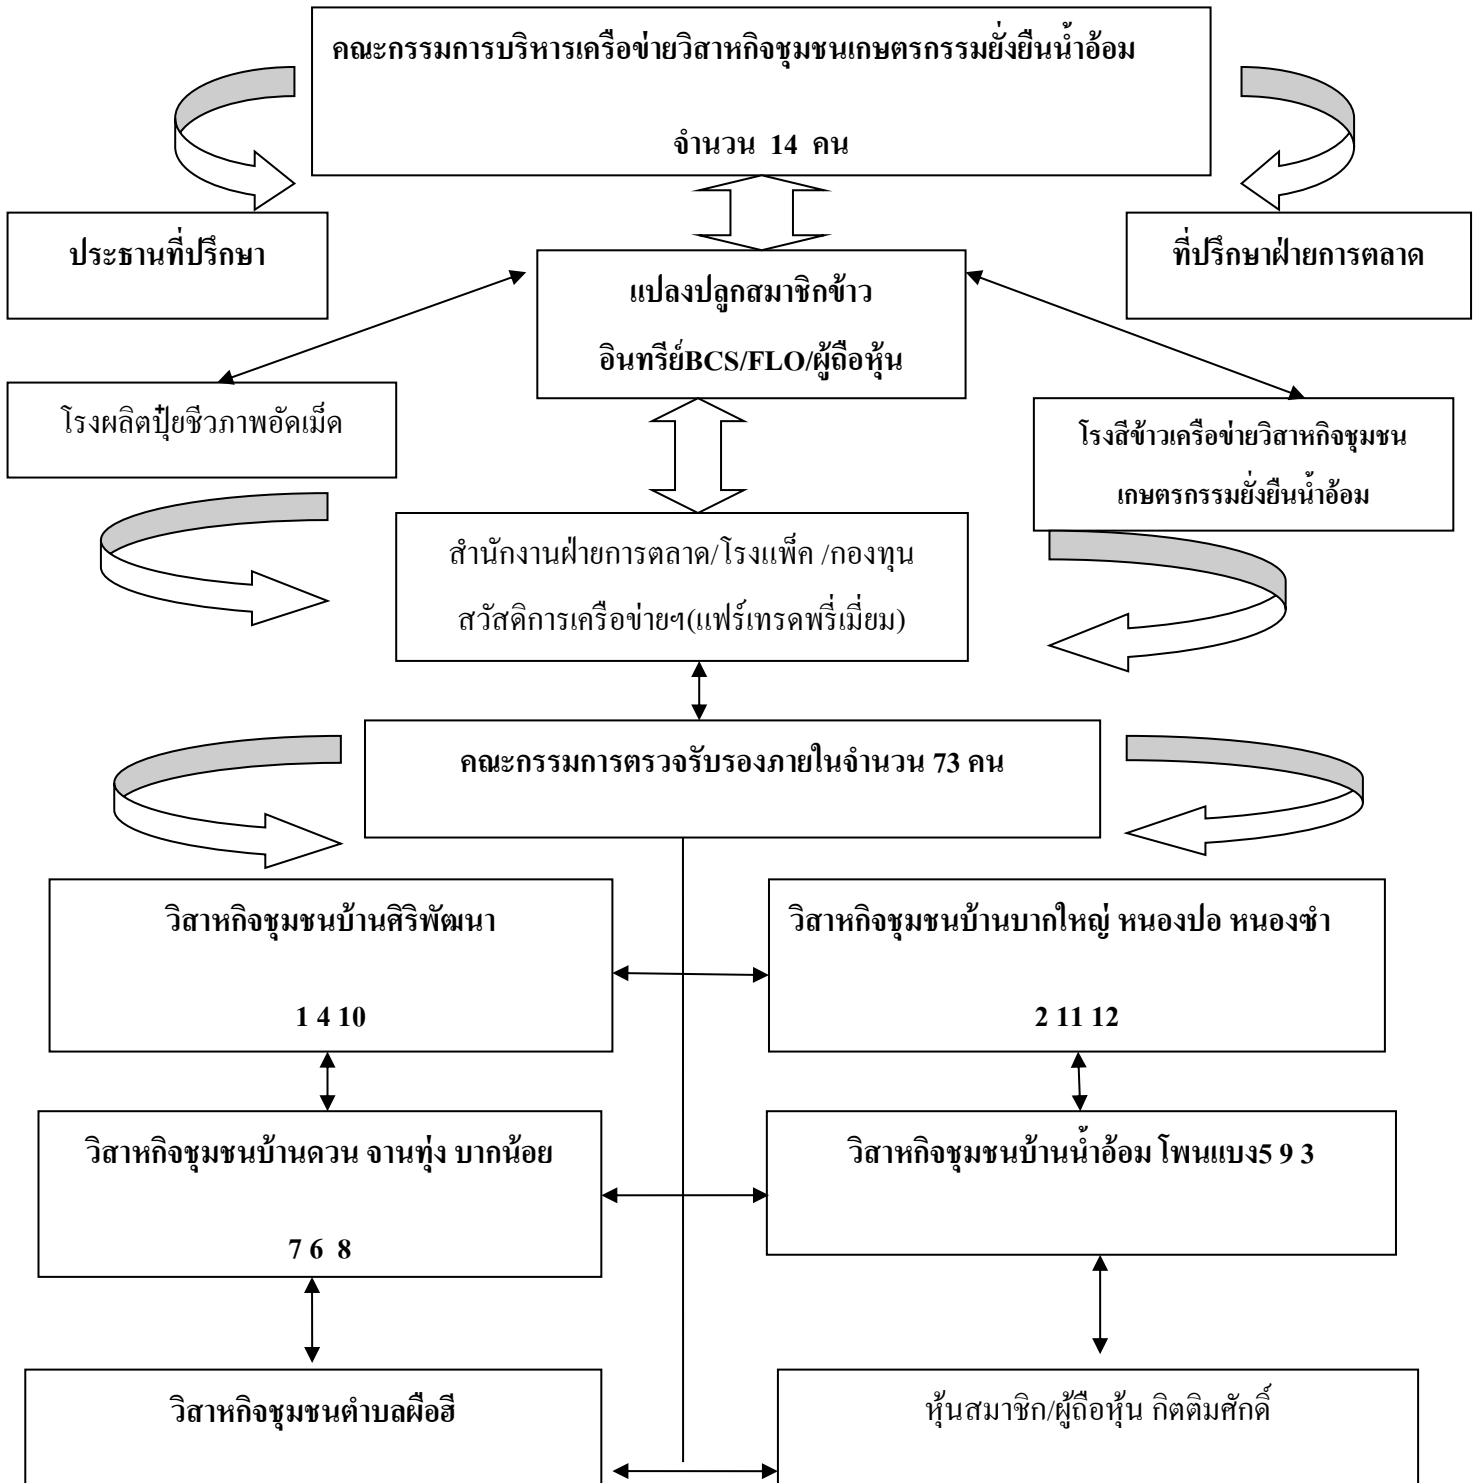 คณะกรรมการบริหารเครือข่ายวิสาหกิจชุมชนเกษตรกรรมยั่งยืนน้ำอ้อม
จำนวน 14 คน
ประธานที่ปรึกษา
ที่ปรึกษาฝ่ายการตลาด
แปลงปลูกสมาชิกข้าว
อินทรีย์BCS/FLO/ผู้ถือหุ้น
โรงผลิตปุ๋ยชีวภาพอัดเม็ด
โรงสีข้าวเครือข่ายวิสาหกิจชุมชน
เกษตรกรรมยั่งยืนน้ำอ้อม
สำนักงานฝ่ายการตลาด/โรงแพ็ค /กองทุน
สวัสดิการเครือข่ายฯ(แฟร์เทรดพรี่เมี่ยม)
คณะกรรมการตรวจรับรองภายในจำนวน 73 คน
วิสาหกิจชุมชนบ้านศิริพัฒนา
1 4 10
วิสาหกิจชุมชนบ้านบากใหญ่ หนองปอ หนองซำ
2 11 12
วิสาหกิจชุมชนบ้านดวน จานทุ่ง บากน้อย
7 6 8
วิสาหกิจชุมชนบ้านน้ำอ้อม โพนแบง5 9 3
วิสาหกิจชุมชนตำบลผือฮี
หุ้นสมาชิก/ผู้ถือหุ้น กิตติมศักดิ์